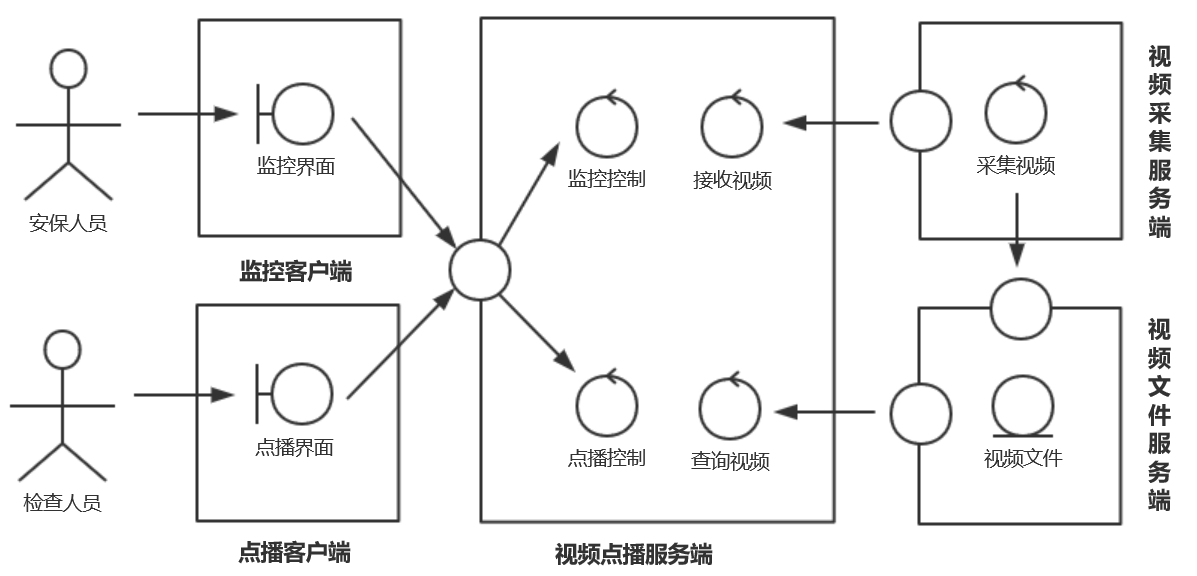 安保人员
监控界面
监控客户端
检查人员
点播界面
点播客户端
监控控制
接收视频
点播控制
查询视频
视频点播服务端
采集视频
视频采集服务端
视频文件
视频文件服务端